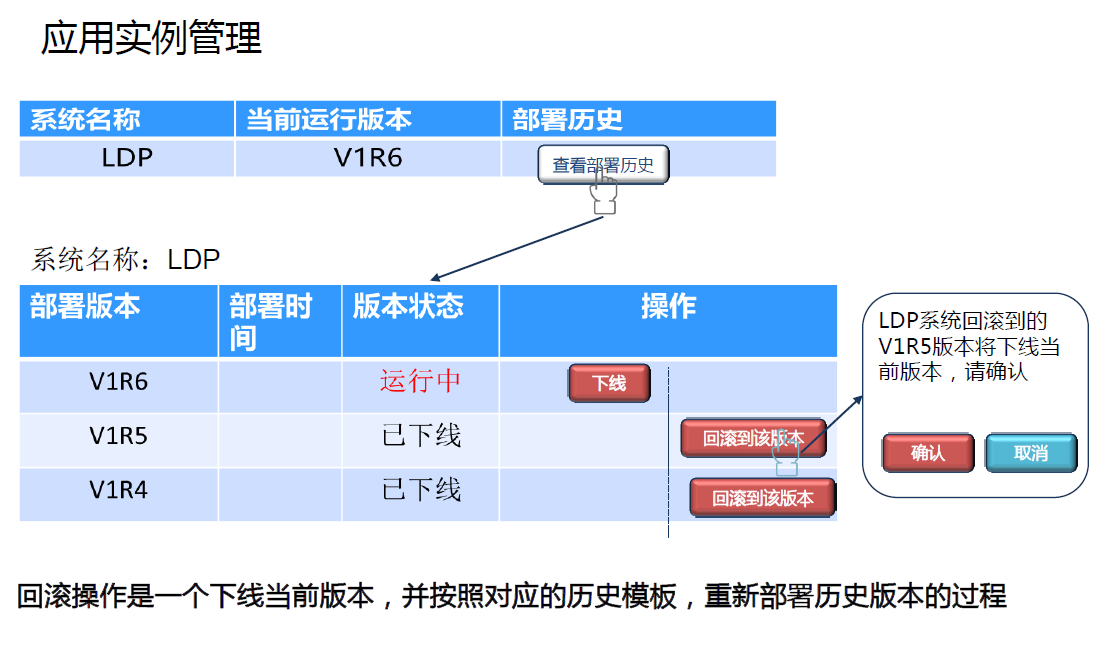 应用实例管理
系统名称 当前运行版本 部署历史
LDP V1R6 查看部署历史
系统名称：LDP
部署版本 部署时间 版本状态 操作
V1R6 运行中 下线
V1R5 已下线 回滚到该版本
V1R4 已下线 回滚到该版本
LDP系统回滚到的
V1R5版本将下线当
前版本，请确认
确认 取消
回滚操作是一个下线当前版本，并按照对应的历史模板，重新部署历史版本的过程